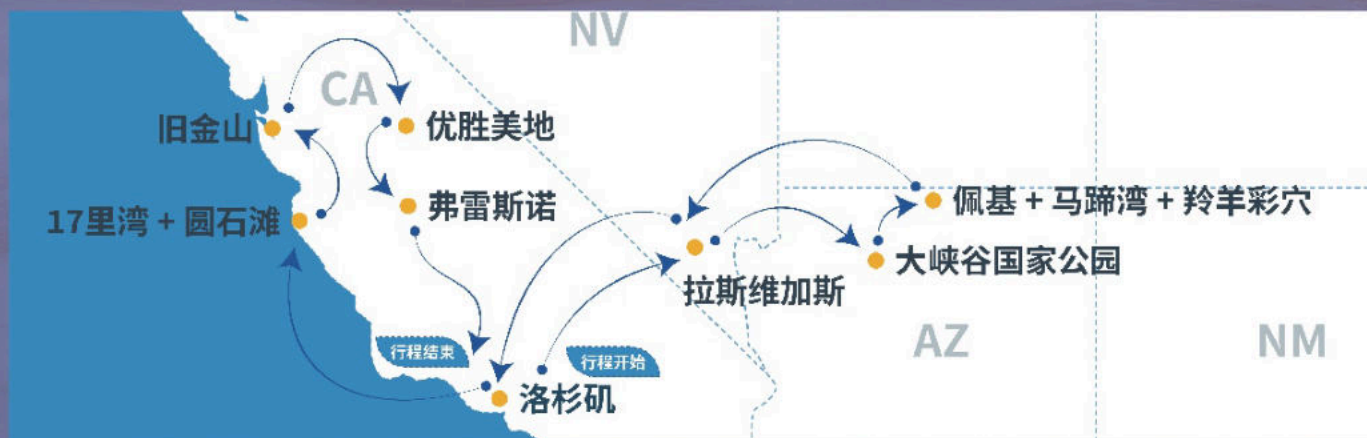 NV
CA
旧金山
优胜美地
弗雷斯诺
17里湾 + 圆石滩
佩基 + 马蹄湾 + 羚羊彩穴
大峡谷国家公园
拉斯维加斯
AZ
NM
行程结束
行程开始
洛杉矶